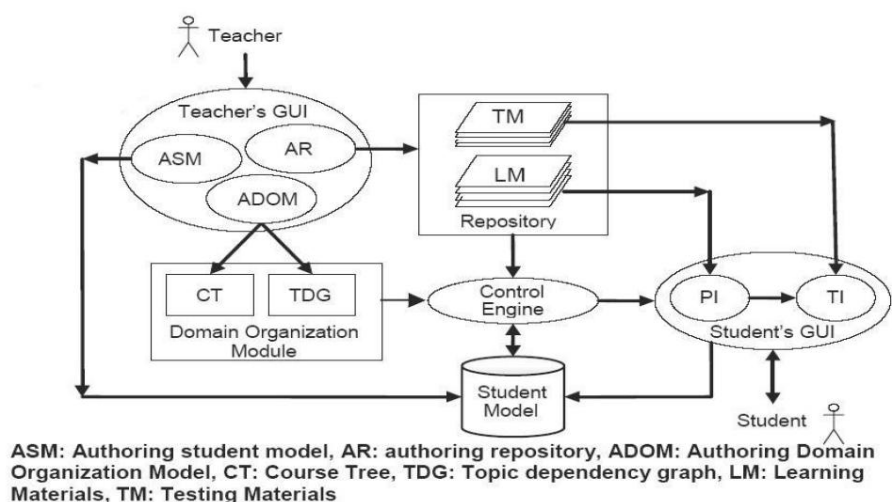 Teacher
Teacher's GUI
ASM
AR
ADOM
TM
LM
Repository
CT
TDG
Domain Organization
Module
Control
Engine
PI
TI
Student's GUI
Student
Model
Student
ASM: Authoring student model, AR: authoring repository, ADOM: Authoring Domain
Organization Model, CT: Course Tree, TDG: Topic dependency graph, LM: Learning
Materials, TM: Testing Materials